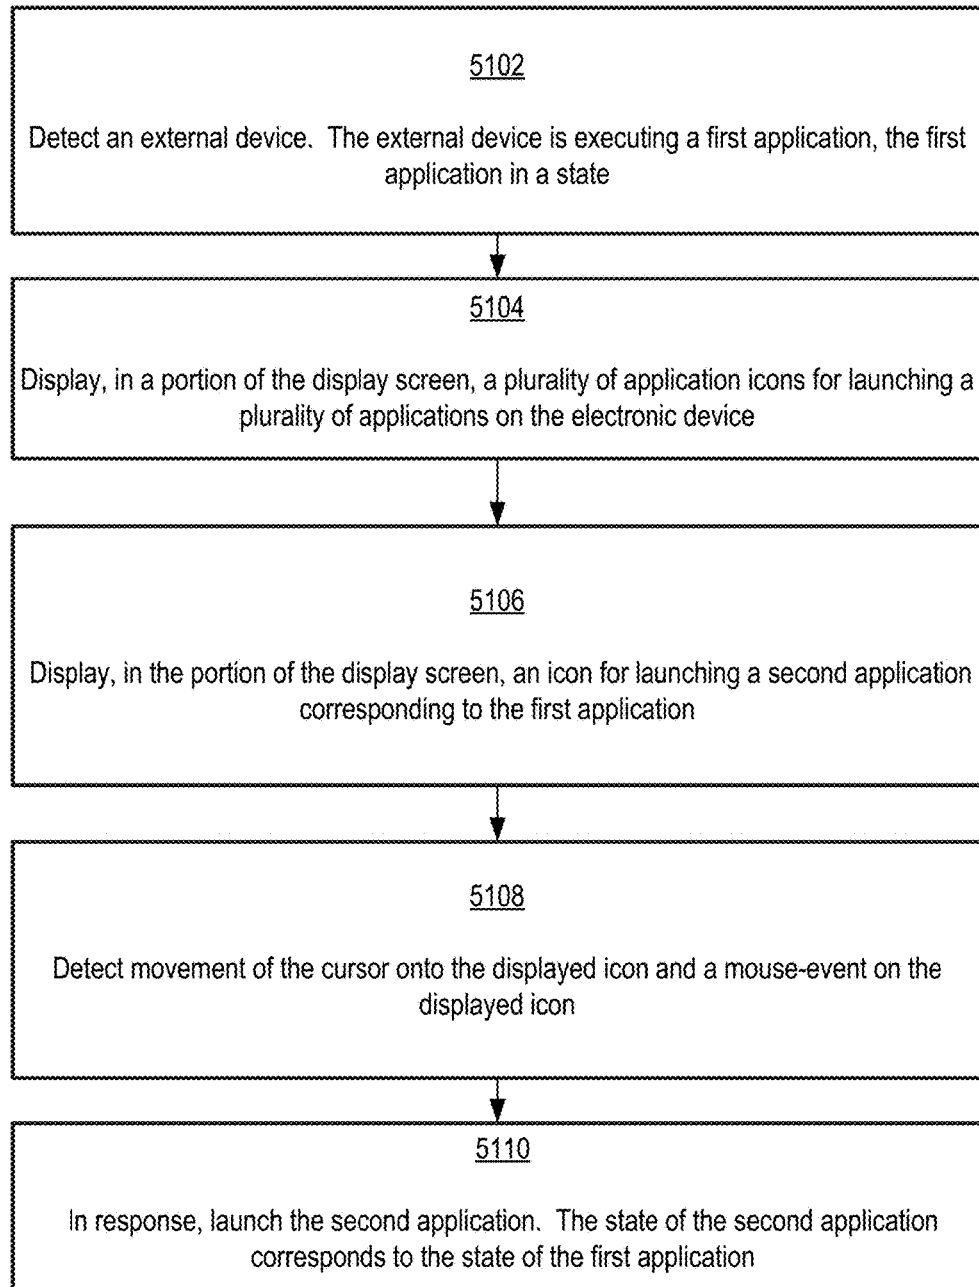 5102
Detect an external device.  The external device is executing a first application, the first
application in a state
5104
Display, in a portion of the display screen, a plurality of application icons for launching a
plurality of applications on the electronic device
5106
Display, in the portion of the display screen, an icon for launching a second application
corresponding to the first application
5108
Detect movement of the cursor onto the displayed icon and a mouse-event on the
displayed icon
5110
In response, launch the second application.  The state of the second application
corresponds to the state of the first application